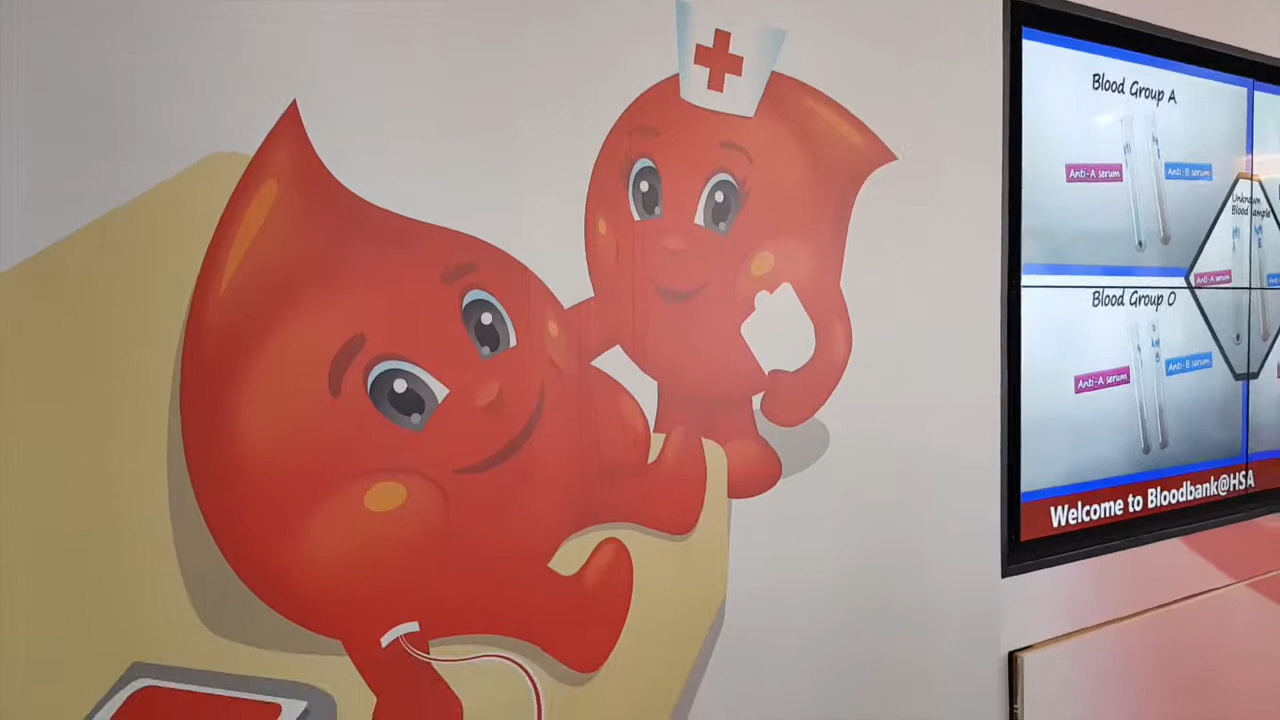 Blood Group A
Anti-A serum
Anti-B serum
Unknown
Blood Sample
Anti-A serum
Blood Group O
Anti-A serum
Anti-B serum
Welcome to Bloodbank@HSA